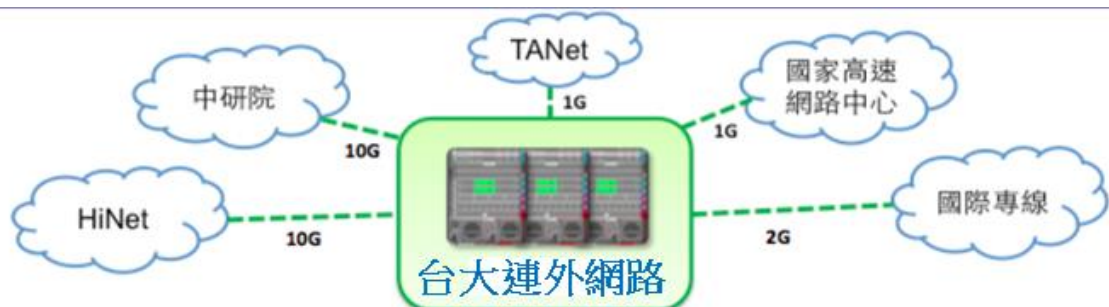 TANet
中研院
國家高速
網路中心
1G
1G
10G
HiNet
國際專線
10G
2G
台大連外網路